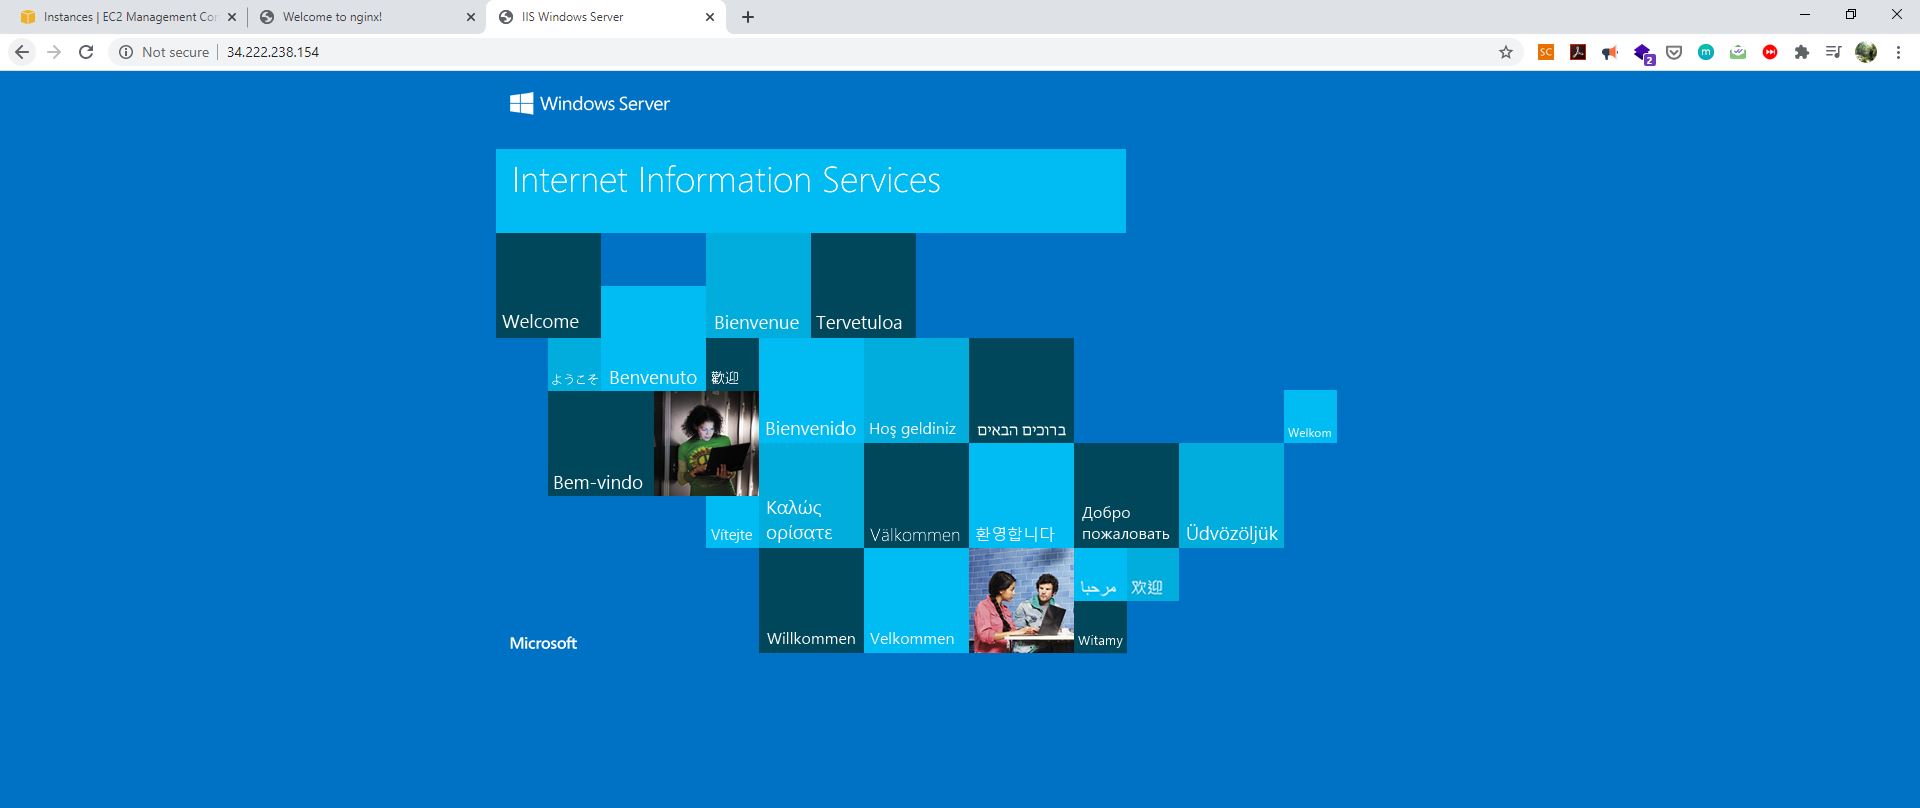 Instances | EC2 Management Con
Welcome to nginx!
IIS Windows Server
Not secure
34.222.238.154
SC
2
m
Windows Server
Internet Information Services
Welcome
Bienvenue
Tervetuloa
ようこそ
Benvenuto
歡迎
Bienvenido
Hoş geldiniz
ברוכים הבאים
Welkom
Bem-vindo
Vítejte
Καλώς
ορίσατε
Välkommen
환영합니다
Добро
пожаловать
Üdvözöljük
Microsoft
Willkommen
Velkommen
مرحبا
欢迎
Witamy